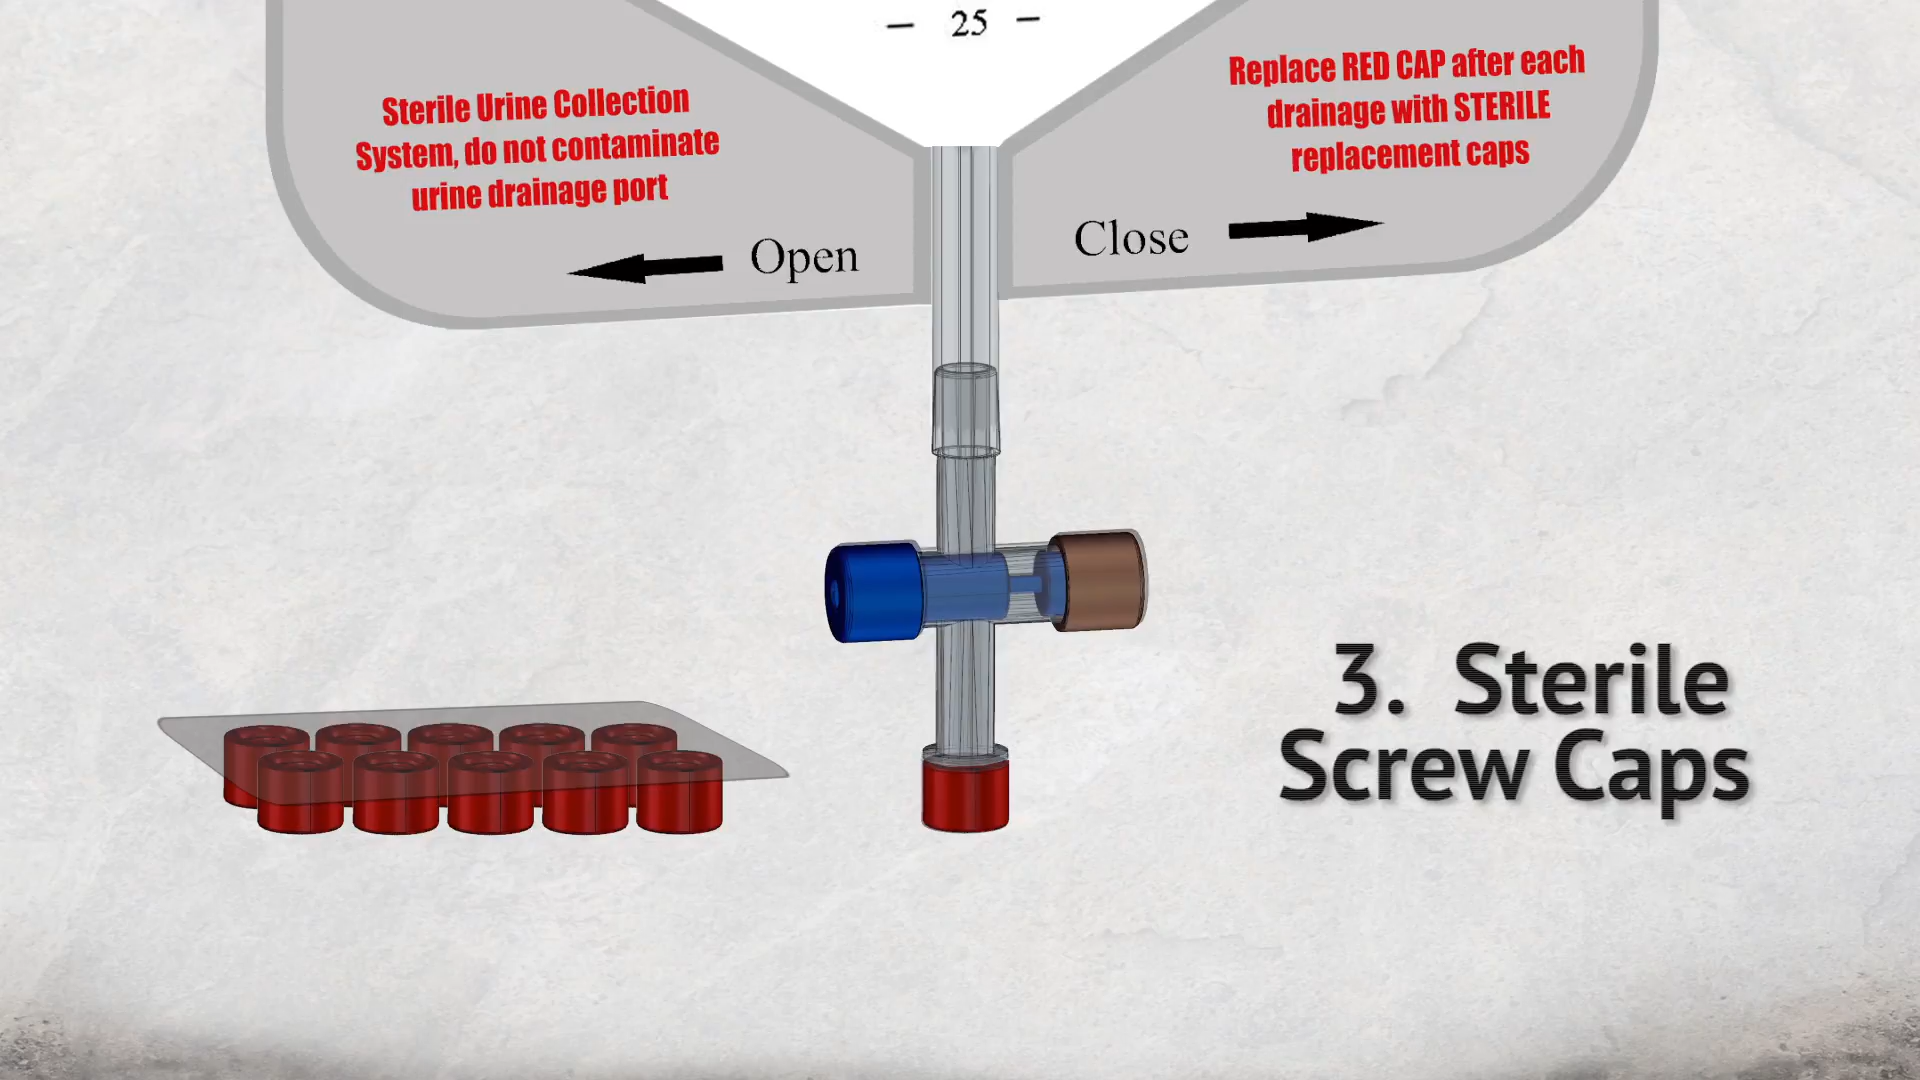 — 25 —
Sterile Urine Collection
System, do not contaminate
urine drainage port
Replace RED CAP after each
drainage with STERILE
replacement caps
Open
Close
3. Sterile
Screw Caps